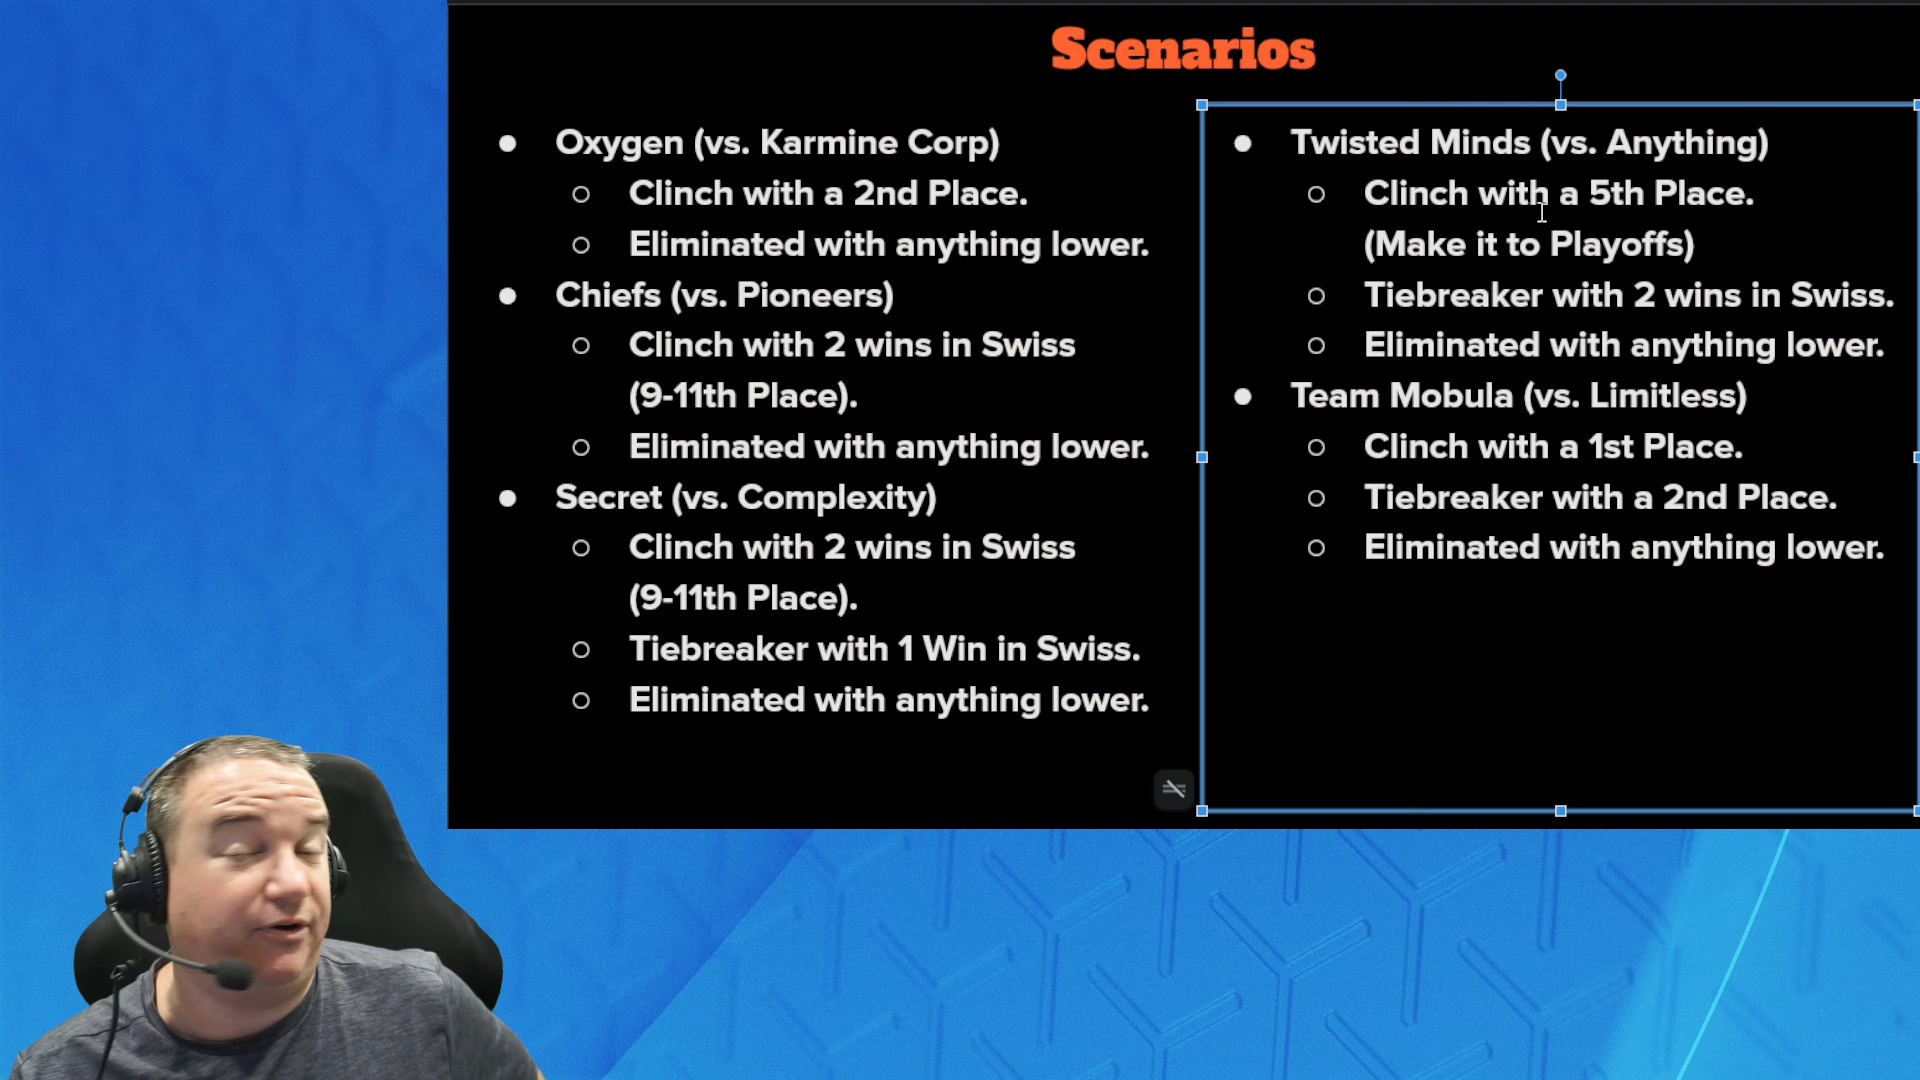 Scenarios
Oxygen (vs. Karmine Corp)
Clinch with a 2nd Place.
Eliminated with anything lower.
Chiefs (vs. Pioneers)
Clinch with 2 wins in Swiss
(9-11th Place).
Eliminated with anything lower.
Secret (vs. Complexity)
Clinch with 2 wins in Swiss
(9-11th Place).
Tiebreaker with 1 Win in Swiss.
Eliminated with anything lower.
Twisted Minds (vs. Anything)
Clinch with a 5th Place.
(Make it to Playoffs)
Tiebreaker with 2 wins in Swiss.
Eliminated with anything lower.
Team Mobula (vs. Limitless)
Clinch with a 1st Place.
Tiebreaker with a 2nd Place.
Eliminated with anything lower.